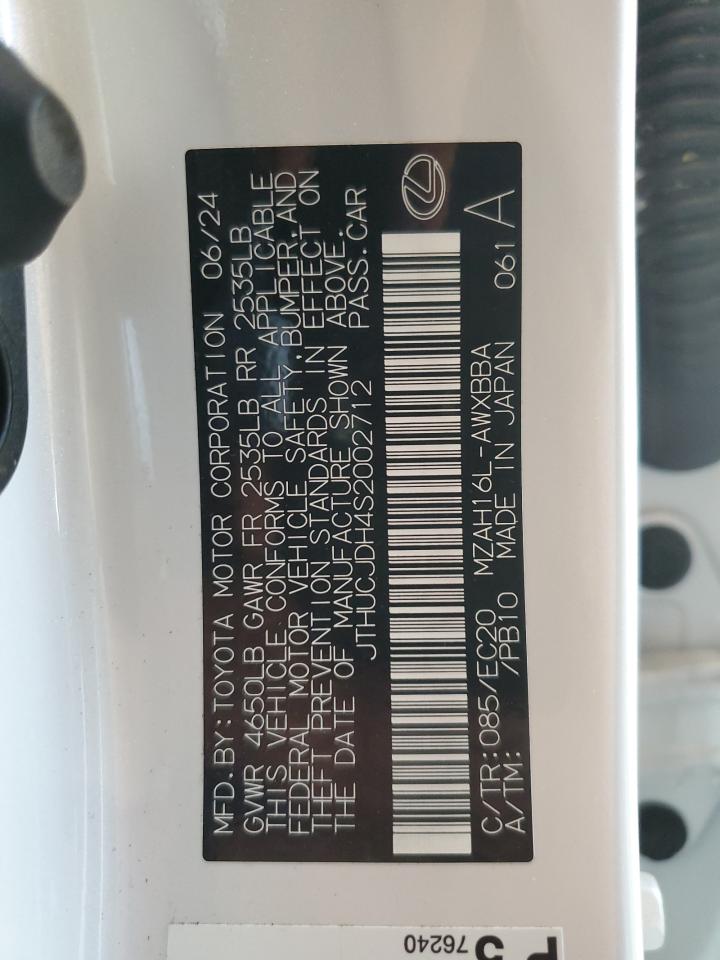 MFD.BY:TOYOTA MOTOR CORPORATION 06/24
GVWR 4650LB GAWR FR 2535LB RR 2535LB
THIS VEHICLE CONFORMS TO ALL APPLICABLE
FEDERAL MOTOR VEHICLE SAFETY,BUMPER,AND
THEFT PREVENTION STANDARDS IN EFFECT ON
THE DATE OF MANUFACTURE SHOWN ABOVE.
JTHUCJDH4S2002712 PASS.CAR
C/TR:085/EC20 MZAH16L-AWXBBA 061 A
A/TM: /PB10 MADE IN JAPAN
76240